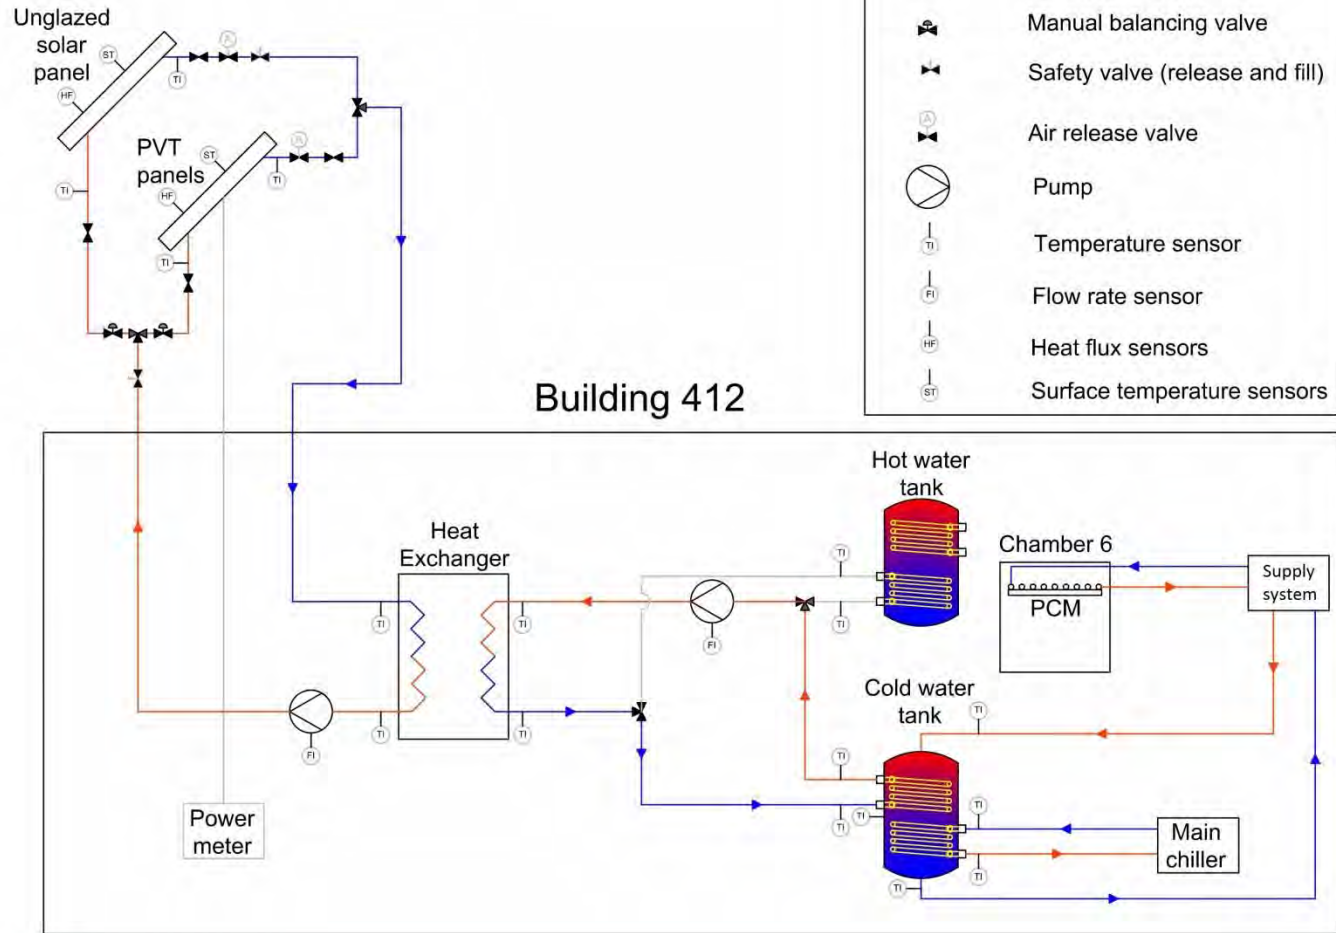 Unglazed
solar
panel
ST
A
TI
HF
PVT
panels
ST
A
TI
HF
TI
TI
Manual balancing valve
Safety valve (release and fill)
A
Air release valve
Pump
TI
Temperature sensor
FI
Flow rate sensor
HF
Heat flux sensors
ST
Surface temperature sensors
Building 412
Hot water
tank
Heat
Exchanger
TI
TI
TI
TI
FI
Chamber 6
PCM
Supply
system
TI
TI
FI
Cold water
tank
TI
TI
TI
TI
TI
TI
TI
Main
chiller
Power
meter